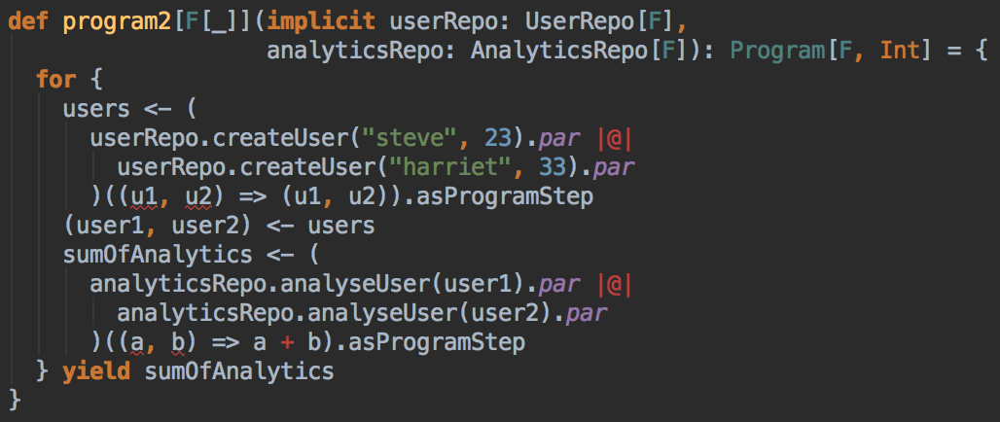 def program2[F[_]](implicit userRepo: UserRepo[F],
                   analyticsRepo: AnalyticsRepo[F]): Program[F, Int] = {
  for {
    users <- (
      userRepo.createUser("steve", 23).par |@|
        userRepo.createUser("harriet", 33).par
      )((u1, u2) => (u1, u2)).asProgramStep
    (user1, user2) <- users
    sumOfAnalytics <- (
      analyticsRepo.analyseUser(user1).par |@|
        analyticsRepo.analyseUser(user2).par
      )((a, b) => a + b).asProgramStep
  } yield sumOfAnalytics
}